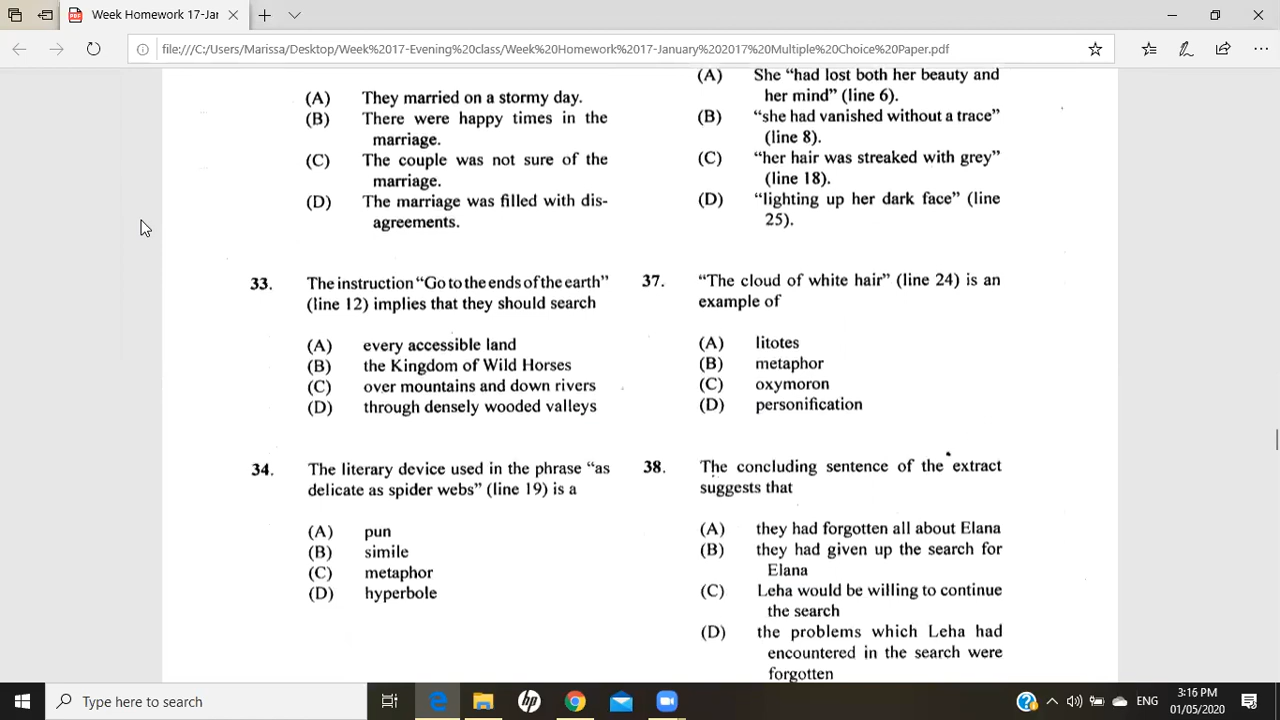 Week Homework 17-Jar
file:///C:/Users/Marissa/Desktop/Week%2017-Evening%20class/Week%20Homework%2017-January%202017%20Multiple%20Choice%20Paper.pdf
(A) They married on a stormy day.
(B) There were happy times in the
marriage.
(C) The couple was not sure of the
marriage.
(D) The marriage was filled with dis-
agreements.
33. The instruction “Go to the ends of the earth”
(line 12) implies that they should search
(A) every accessible land
(B) the Kingdom of Wild Horses
(C) over mountains and down rivers
(D) through densely wooded valleys
34. The literary device used in the phrase “as
delicate as spider webs” (line 19) is a
(A) pun
(B) simile
(C) metaphor
(D) hyperbole
(A) She “had lost both her beauty and
her mind” (line 6).
(B) “she had vanished without a trace”
(line 8).
(C) “her hair was streaked with grey”
(line 18).
(D) “lighting up her dark face” (line
25).
37. “The cloud of white hair” (line 24) is an
example of
(A) litotes
(B) metaphor
(C) oxymoron
(D) personification
38. The concluding sentence of the extract
suggests that
(A) they had forgotten all about Elana
(B) they had given up the search for
Elana
(C) Leha would be willing to continue
the search
(D) the problems which Leha had
encountered in the search were
forgotten
Type here to search
hp
ENG
3:16 PM
01/05/2020